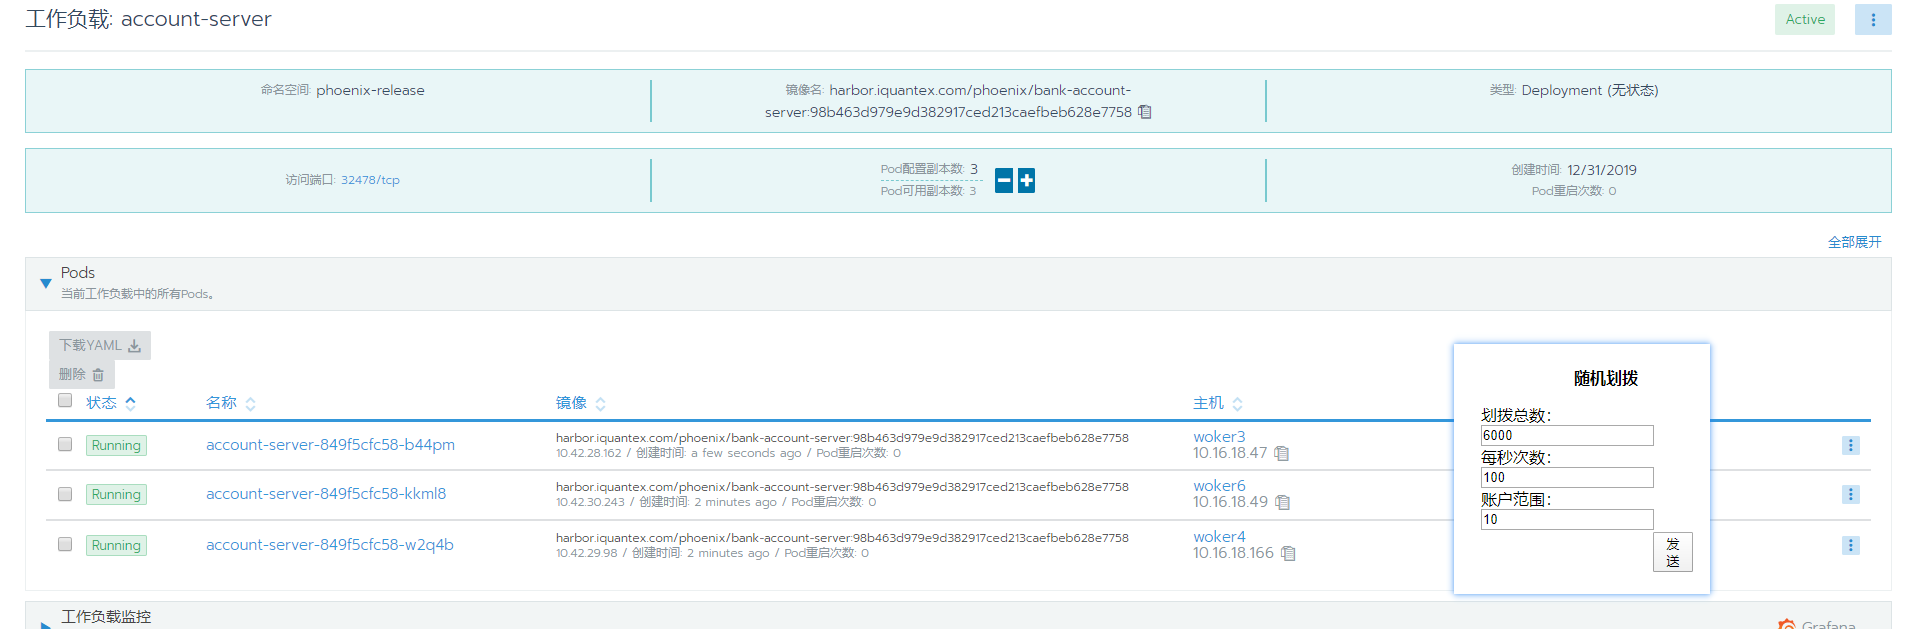 工作负载: account-server
Active
命名空间: phoenix-release
镜像名: harbor.iquantex.com/phoenix/bank-account-
server:98b463d979e9d382917ced213caefbeb628e7758
类型: Deployment (无状态)
访问端口: 32478/tcp
Pod配置副本数: 3
Pod可用副本数: 3
创建时间: 12/31/2019
Pod重启次数: 0
全部展开
Pods
当前工作负载中的所有Pods。
下载YAML
删除
状态 名称 镜像 主机
Running account-server-849f5cfc58-b44pm harbor.iquantex.com/phoenix/bank-account-server:98b463d979e9d382917ced213caefbeb628e7758 woker3
10.42.28.162 / 创建时间: a few seconds ago / Pod重启次数: 0 10.16.18.47
Running account-server-849f5cfc58-kkml8 harbor.iquantex.com/phoenix/bank-account-server:98b463d979e9d382917ced213caefbeb628e7758 woker6
10.42.30.243 / 创建时间: 2 minutes ago / Pod重启次数: 0 10.16.18.49
Running account-server-849f5cfc58-w2q4b harbor.iquantex.com/phoenix/bank-account-server:98b463d979e9d382917ced213caefbeb628e7758 woker4
10.42.29.98 / 创建时间: 2 minutes ago / Pod重启次数: 0 10.16.18.166
随机划拨
划拨总数：
6000
每秒次数：
100
账户范围：
10
发
送
工作负载监控
Grafana